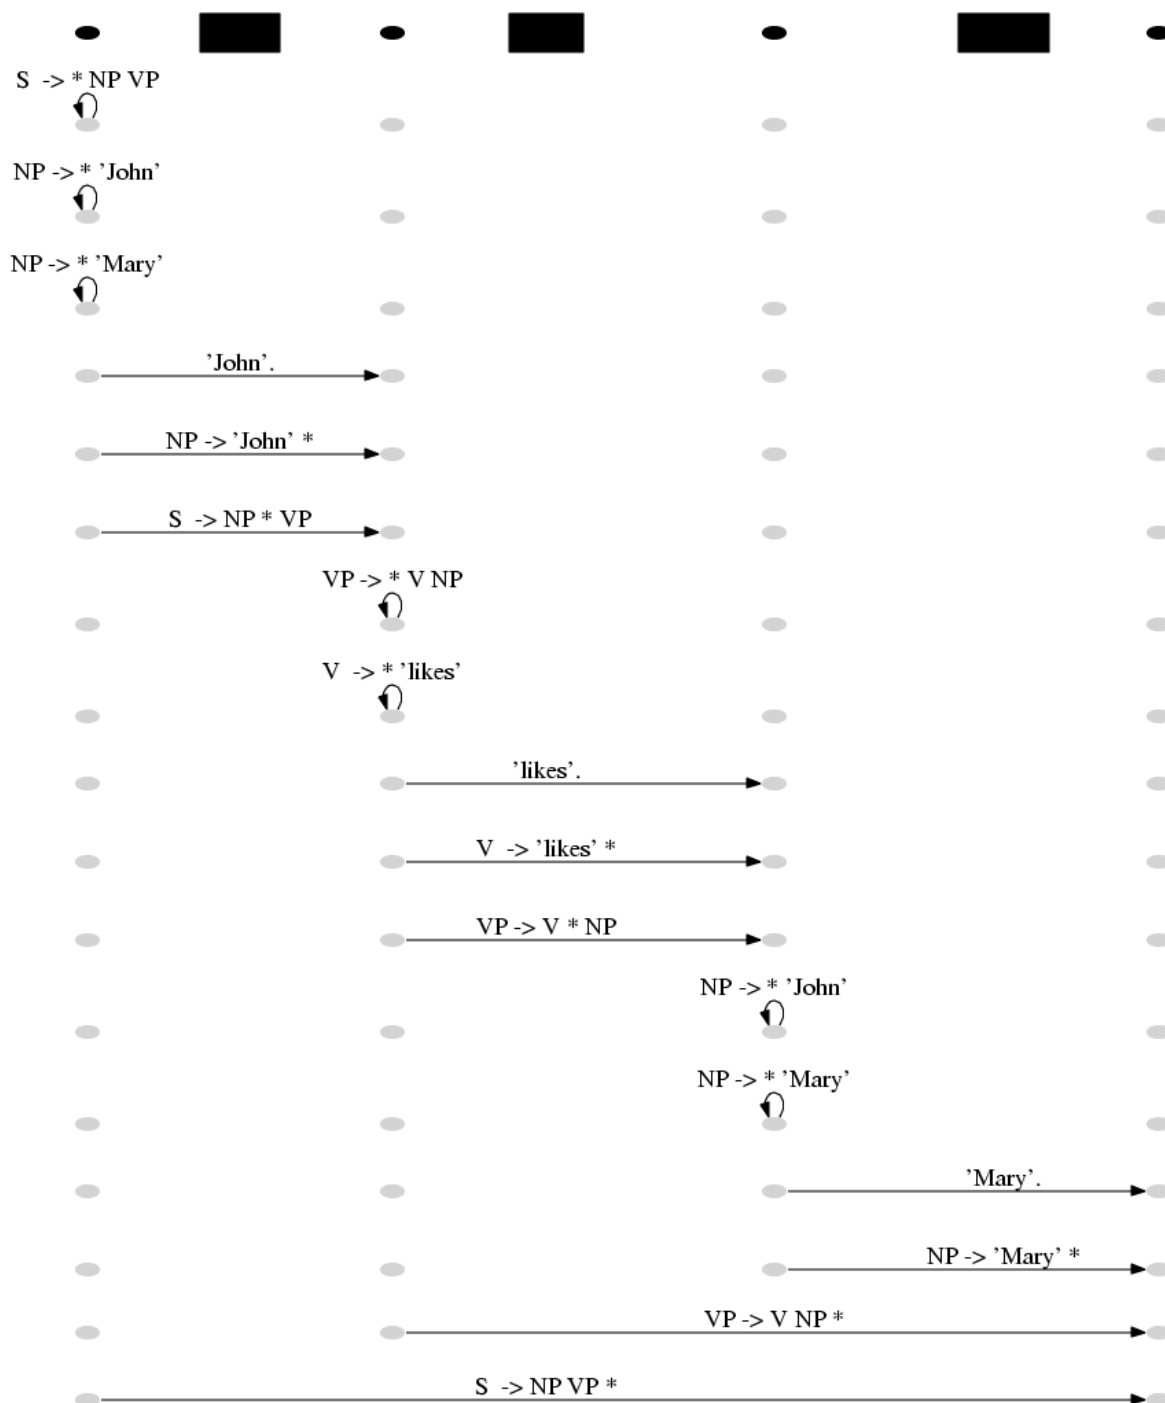 S -> * NP VP
NP -> * ’John’
NP -> * ’Mary’
’John’.
NP -> ’John’ *
S -> NP * VP
VP -> * V NP
V -> * ’likes’
’likes’.
V -> ’likes’ *
VP -> V * NP
NP -> * ’John’
NP -> * ’Mary’
’Mary’.
NP -> ’Mary’ *
VP -> V NP *
S -> NP VP *